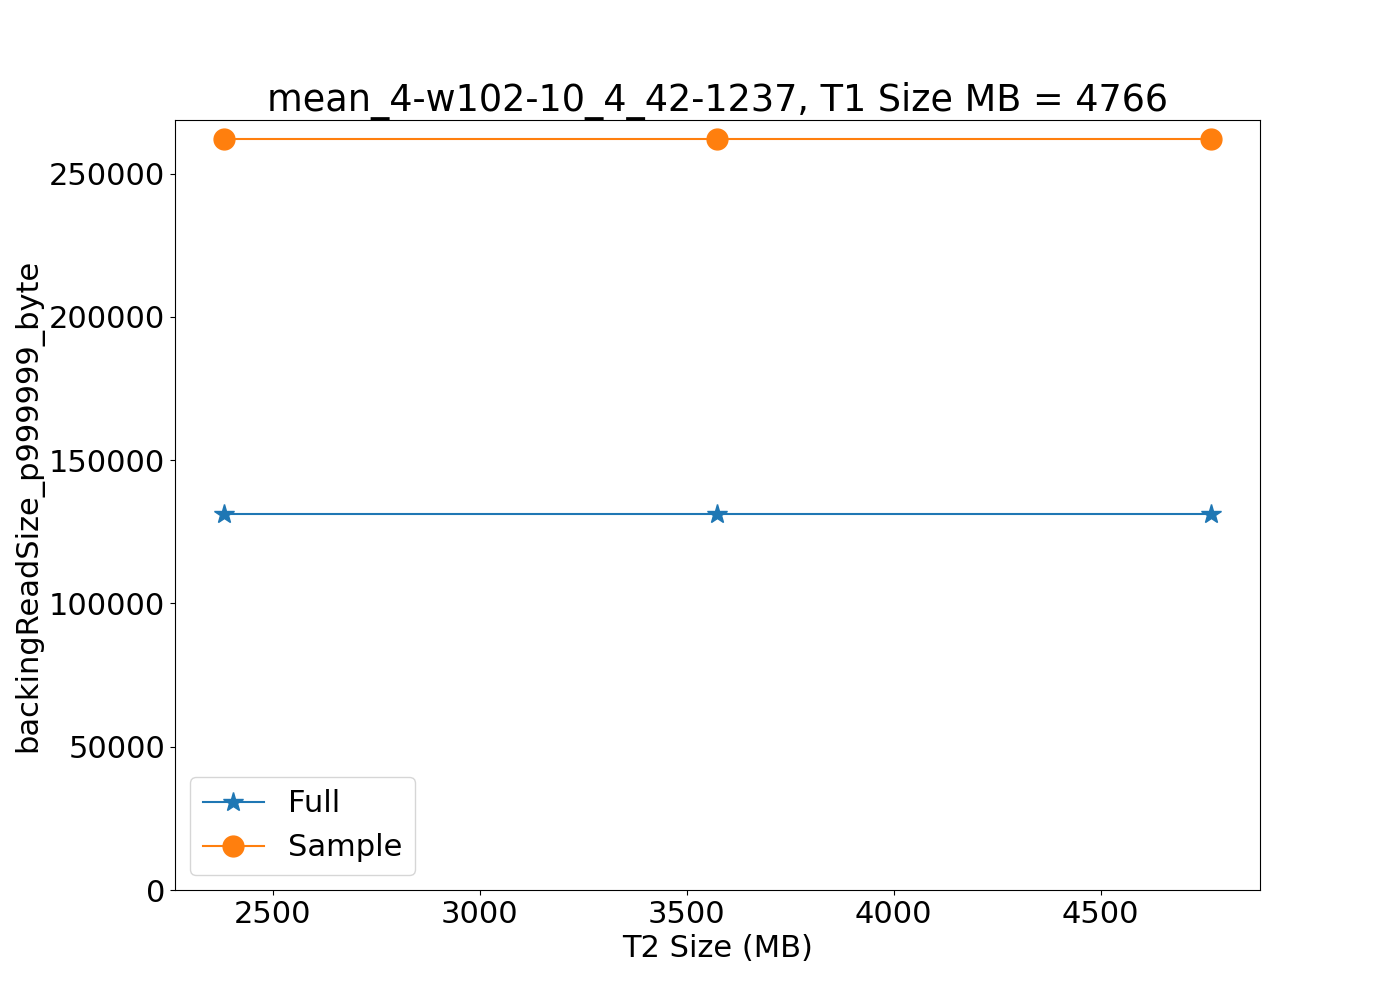 mean_4-w102-10_4_42-1237, T1 Size MB = 4766
backingReadSize_p999999_byte
250000
200000
150000
100000
50000
0
Full
Sample
2500 3000 3500 4000 4500
T2 Size (MB)